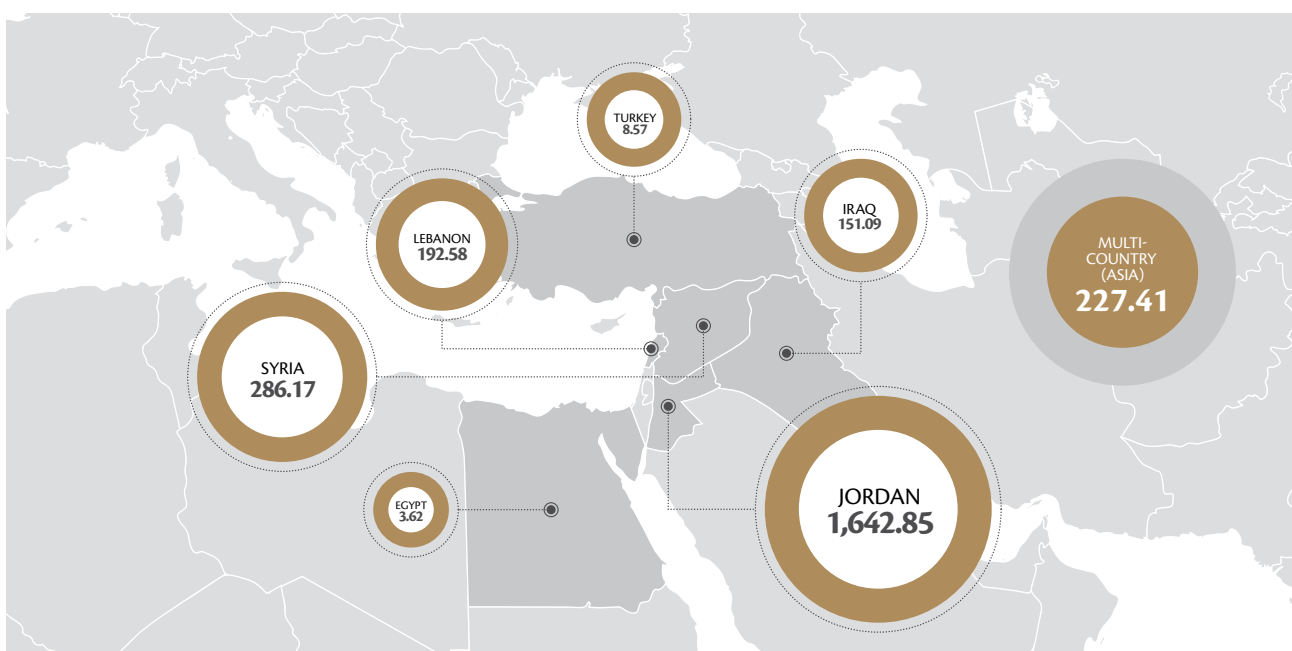 TURKEY
8.57
LEBANON
192.58
IRAQ
151.09
MULTI-
COUNTRY
(ASIA)
227.41
SYRIA
286.17
EGYPT
3.62
JORDAN
1,642.85